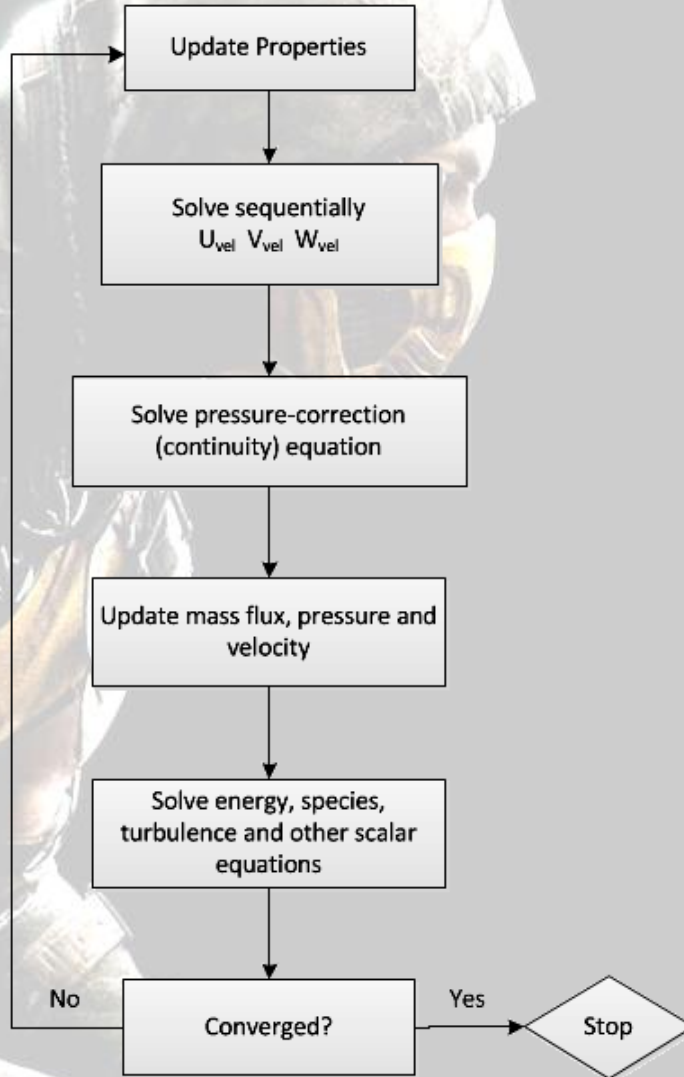 Update Properties
Solve sequentially
Uvel Vvel Wvel
Solve pressure-correction
(continuity) equation
Update mass flux, pressure and
velocity
Solve energy, species,
turbulence and other scalar
equations
No
Converged?
Yes
Stop